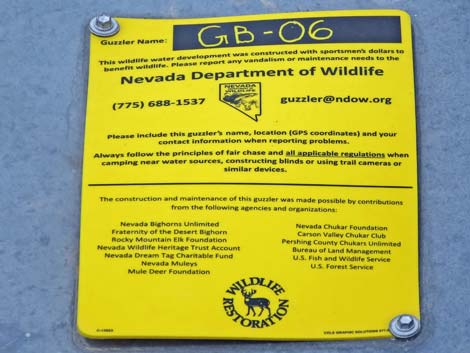 Guzzler Name: GB-06
This wildlife water development was constructed with sportsmen's dollars to
benefit wildlife. Please report any vandalism or maintenance needs to the
Nevada Department of Wildlife
(775) 688-1537
NEVADA
WILDLIFE
guzzler@ndow.org
Please include this guzzler's name, location (GPS coordinates) and your
contact information when reporting problems.
Always follow the principles of fair chase and all applicable regulations when
camping near water sources, constructing blinds or using trail cameras or
similar devices.
The construction and maintenance of this guzzler was made possible by contributions
from the following agencies and organizations:
Nevada Bighorns Unlimited
Fraternity of the Desert Bighorn
Rocky Mountain Elk Foundation
Nevada Wildlife Heritage Trust Account
Nevada Dream Tag Charitable Fund
Nevada Muleys
Mule Deer Foundation
Nevada Chukar Foundation
Carson Valley Chukar Club
Pershing County Chukars Unlimited
Bureau of Land Management
U.S. Fish and Wildlife Service
U.S. Forest Service
WILDLIFE
RESTORATION